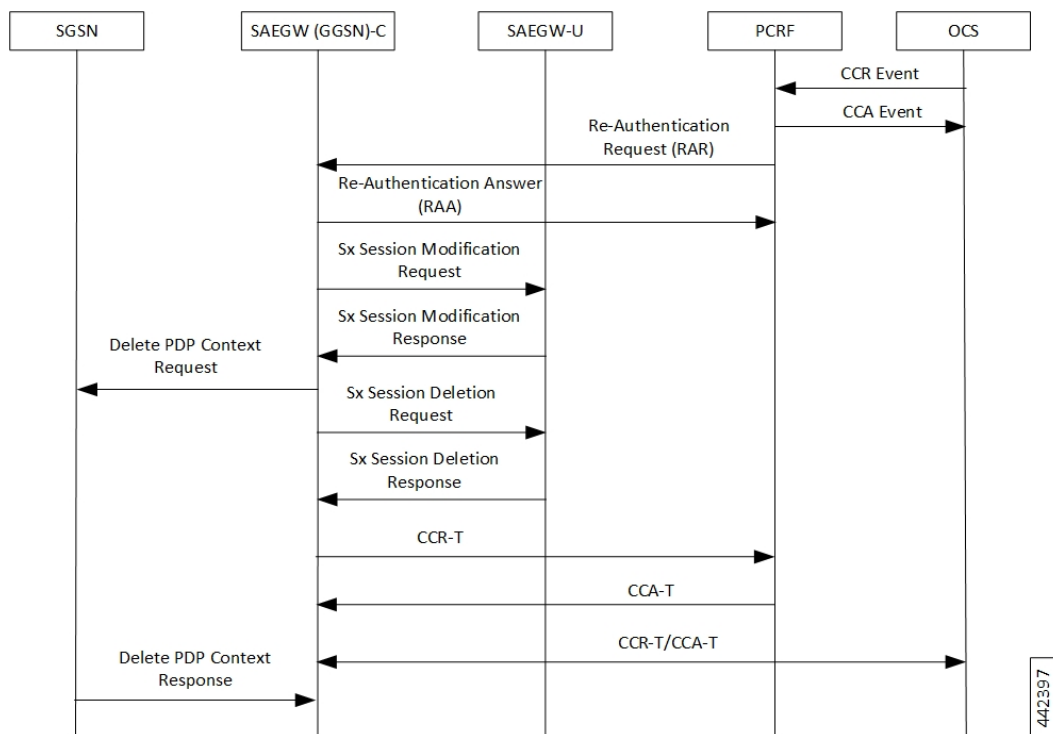 SGSN
SAEGW (GGSN)-C
SAEGW-U
PCRF
OCS
CCR Event
CCA Event
Re-Authentication
Request (RAR)
Re-Authentication Answer
(RAA)
Sx Session Modification
Request
Sx Session Modification
Response
Delete PDP Context
Request
Sx Session Deletion
Request
Sx Session Deletion
Response
CCR-T
CCA-T
CCR-T/CCA-T
Delete PDP Context
Response
442397